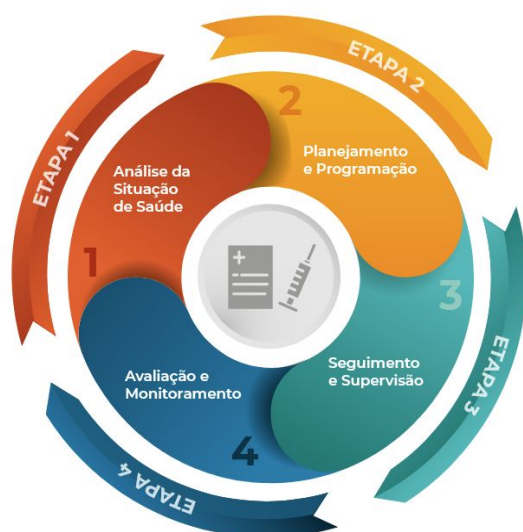 ETAPA 1
1
Análise da
Situação
de Saúde
ETAPA 2
2
Planejamento
e Programação
ETAPA 3
3
Seguimento
e Supervisão
ETAPA 4
4
Avaliação e
Monitoramento